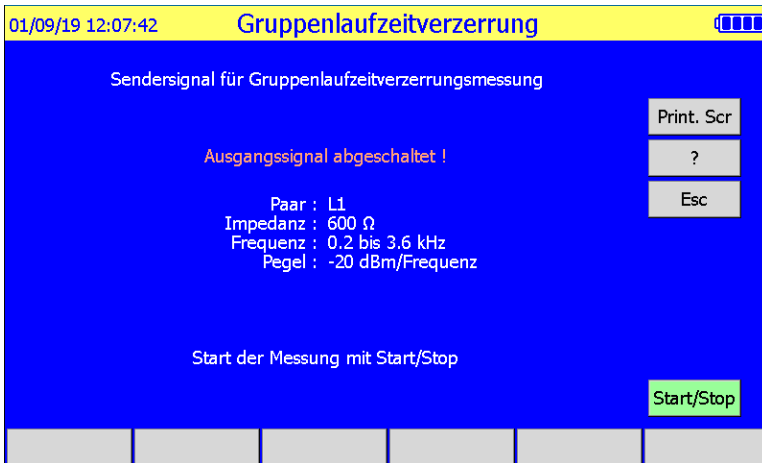 01/09/19 12:07:42 Gruppenlaufzeitverzerrung
Sendersignal für Gruppenlaufzeitverzerrungsmessung
Print. Scr
Ausgangssignal abgeschaltet !
?
Esc
Paar : L1
Impedanz : 600 Ω
Frequenz : 0.2 bis 3.6 kHz
Pegel : -20 dBm/Frequenz
Start der Messung mit Start/Stop
Start/Stop